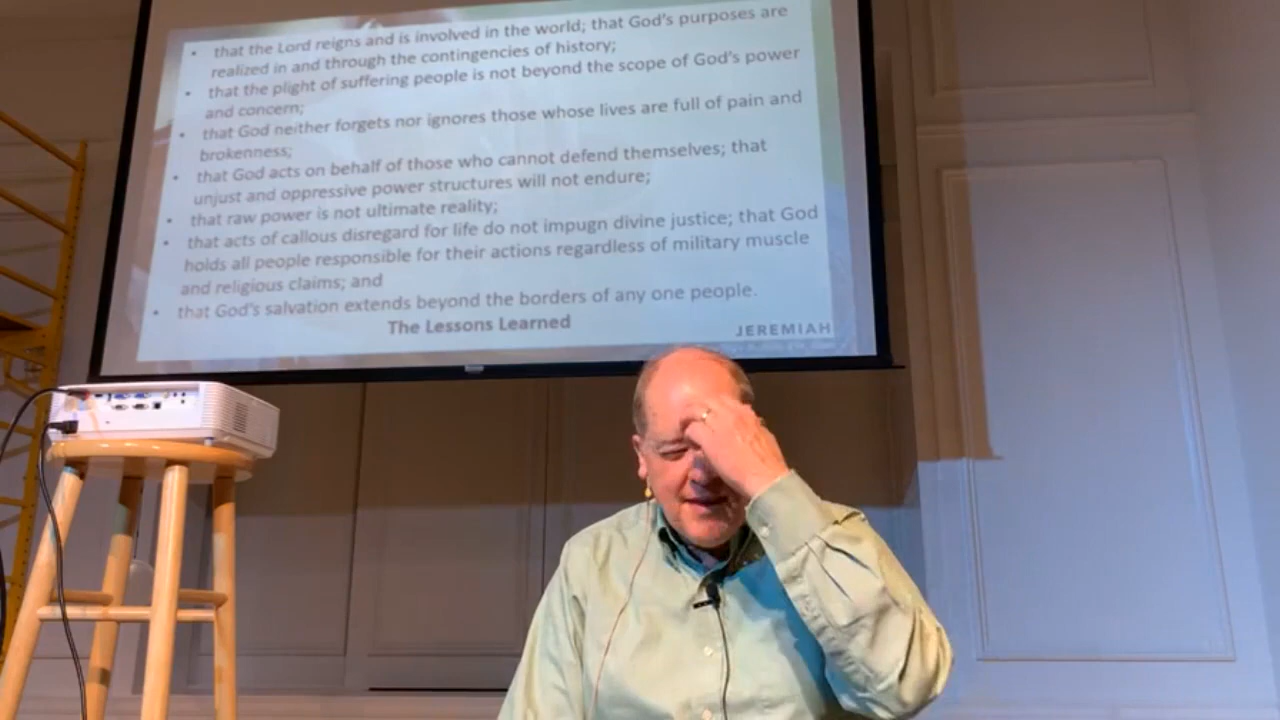 • that the Lord reigns and is involved in the world; that God's purposes are
realized in and through the contingencies of history;
• that the plight of suffering people is not beyond the scope of God's power
and concern;
• that God neither forgets nor ignores those whose lives are full of pain and
brokenness;
• that God acts on behalf of those who cannot defend themselves; that
unjust and oppressive power structures will not endure;
• that raw power is not ultimate reality;
• that acts of callous disregard for life do not impugn divine justice; that God
holds all people responsible for their actions regardless of military muscle
and religious claims; and
• that God's salvation extends beyond the borders of any one people.
The Lessons Learned
JEREMIAH